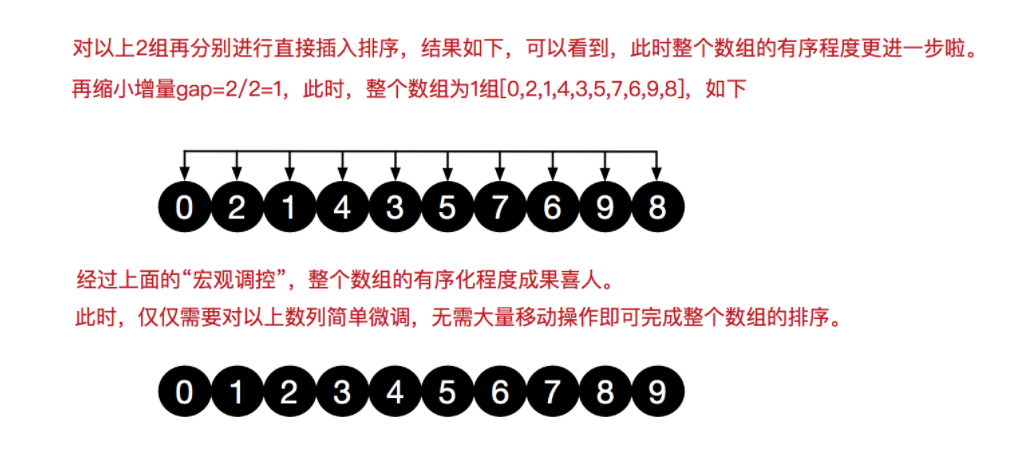 对以上2组再分别进行直接插入排序，结果如下，可以看到，此时整个数组的有序程度更进一步啦。
再缩小增量gap=2/2=1，此时，整个数组为1组[0,2,1,4,3,5,7,6,9,8]，如下
0 2 1 4 3 5 7 6 9 8
经过上面的“宏观调控”，整个数组的有序化程度成果喜人。
此时，仅仅需要对以上数列简单微调，无需大量移动操作即可完成整个数组的排序。
0 1 2 3 4 5 6 7 8 9